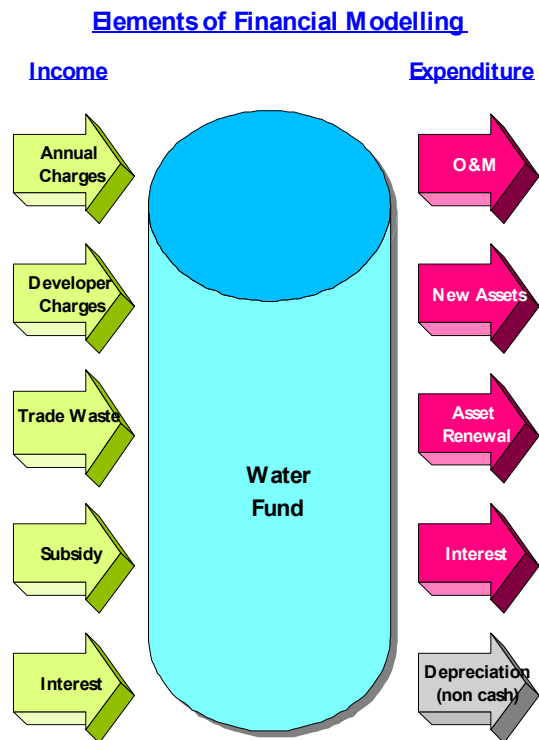 Elements of Financial Modelling
Income
Expenditure
Annual
Charges
O&M
Developer
Charges
New Assets
Trade Waste
Asset
Renewal
Water
Fund
Subsidy
Interest
Interest
Depreciation
(non cash)